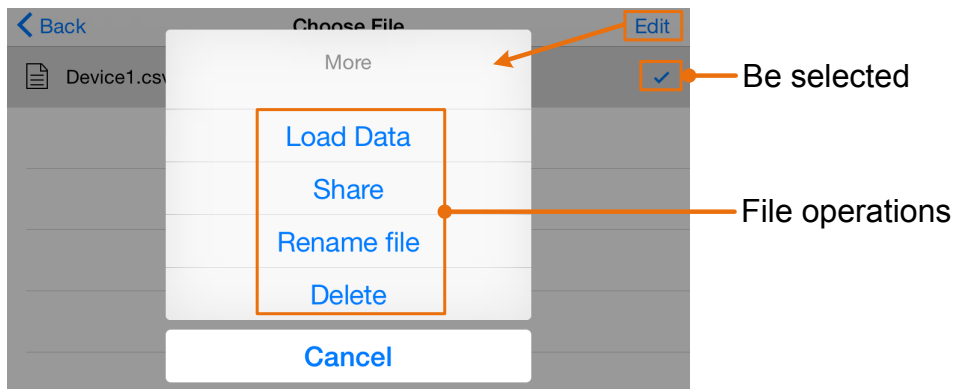 Back
Choose File
Edit
More
Device1.csv
Be selected
Load Data
Share
File operations
Rename file
Delete
Cancel